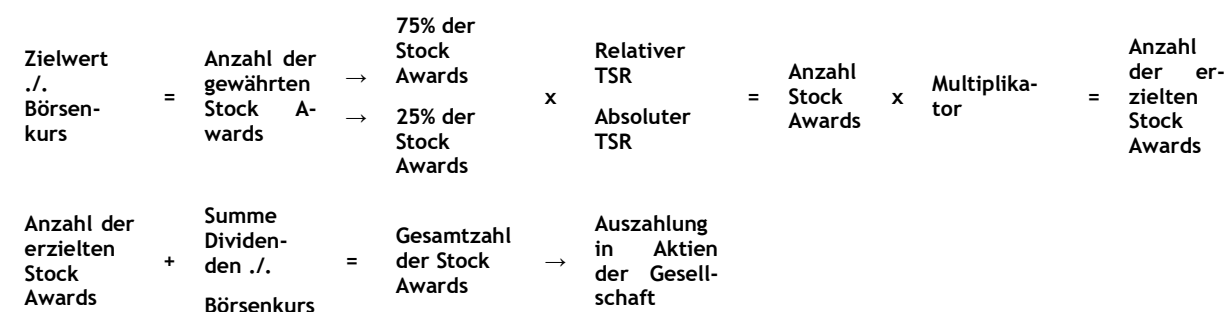 Zielwert
./.
Börsen-
kurs
=
Anzahl der
gewährten
Stock A-
wards
→
→
75% der
Stock
Awards
25% der
Stock
Awards
x
Relativer
TSR
Absoluter
TSR
=
Anzahl
Stock
Awards
x
Multiplika-
tor
=
Anzahl
der er-
zielten
Stock
Awards
Anzahl der
erzielten
Stock
Awards
+
Summe
Dividen-
den ./.
Börsenkurs
=
Gesamtzahl
der Stock
Awards
→
Auszahlung
in Aktien
der Gesell-
schaft